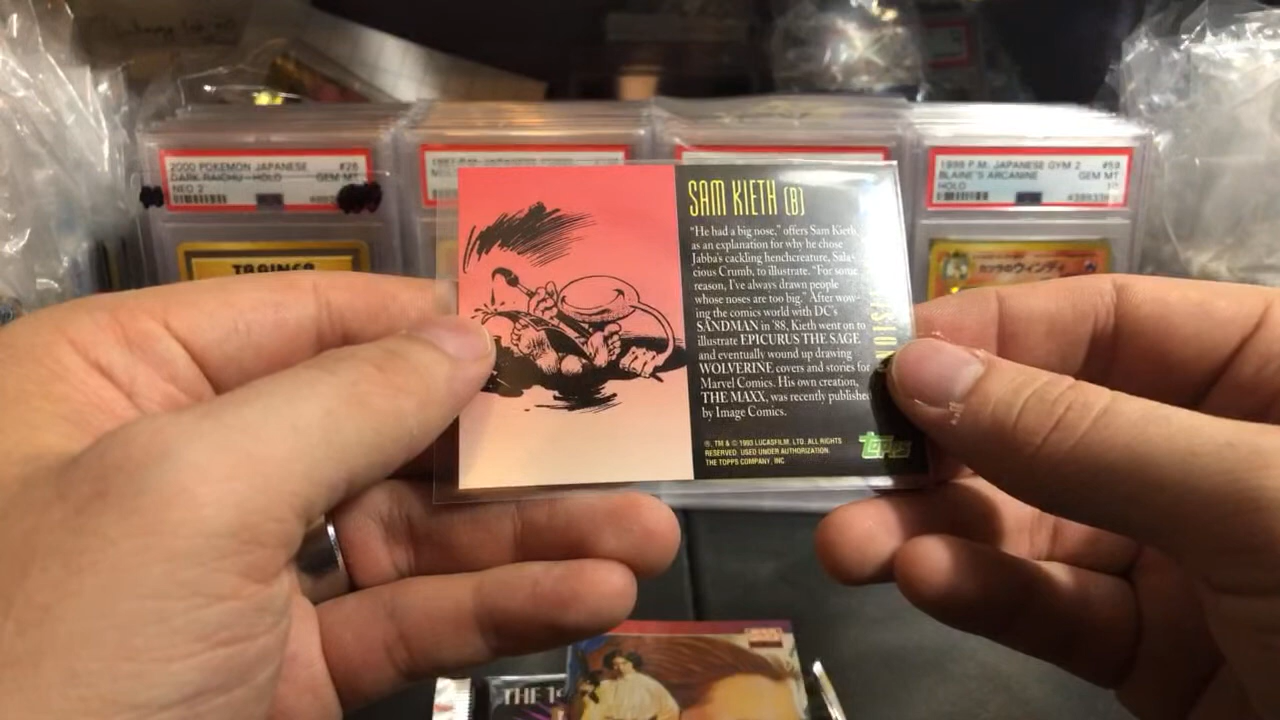 2000 POKEMON JAPANESE #26
DARK RAICHU-HOLO GEM MT
NEO 2
1998 P.M. JAPANESE GYM 2 #59
BLAINE'S ARCANINE GEM MT
HOLO 10
TRAINER
SAM KIETH (B)
"He had a big nose," offers Sam Kieth,
as an explanation for why he chose
Jabba's cackling henchcreature, Sala-
cious Crumb, to illustrate. "For some
reason, I've always drawn people
whose noses are too big." After wow-
ing the comics world with DC's
SANDMAN in '88, Kieth went on to
illustrate EPICURUS THE SAGE
and eventually wound up drawing
WOLVERINE covers and stories for
Marvel Comics. His own creation,
THE MAXX, was recently published
by Image Comics.
®, TM & © 1993 LUCASFILM, LTD. ALL RIGHTS
RESERVED. USED UNDER AUTHORIZATION.
THE TOPPS COMPANY, INC.
topps
THE